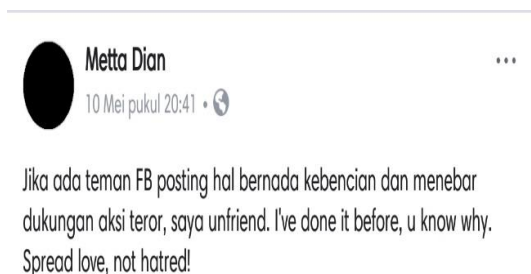 Metta Dian
10 Mei pukul 20:41 •
Jika ada teman FB posting hal bernada kebencian dan menebar
dukungan aksi teror, saya unfriend. I've done it before, u know why.
Spread love, not hatred!